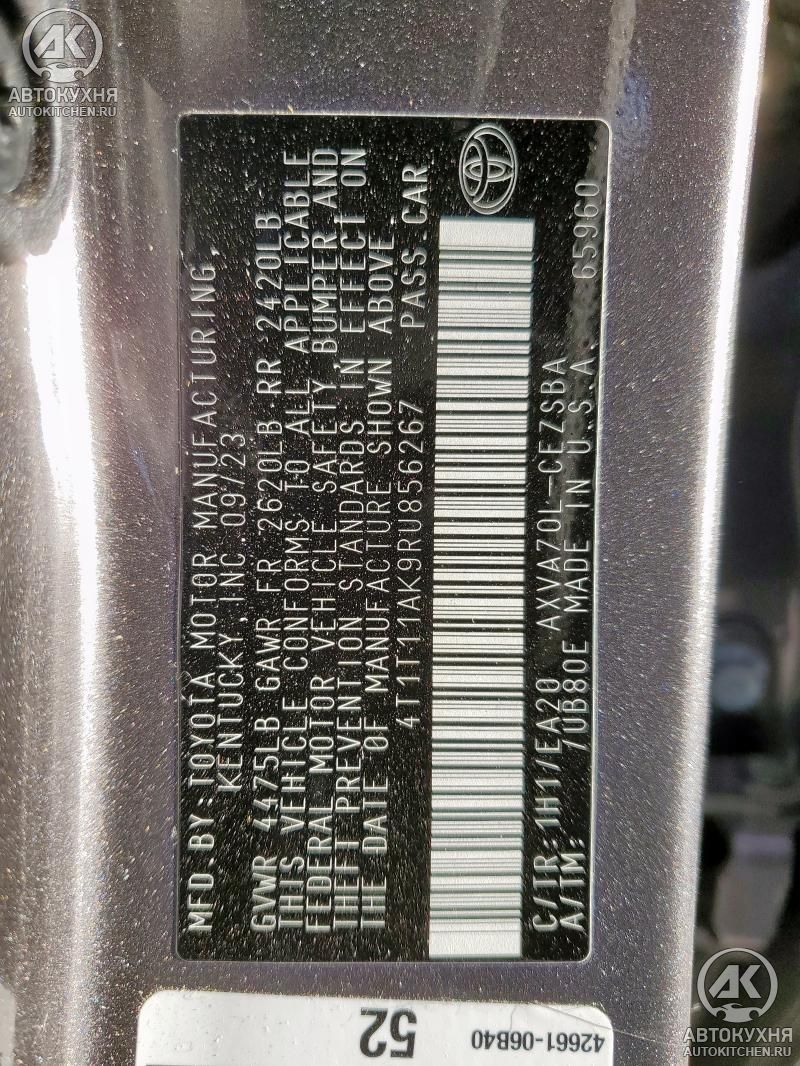 AK
АВТОКУХНЯ
AUTOKITCHEN.RU
MFD.BY:TOYOTA MOTOR MANUFACTURING,
KENTUCKY,INC 09/23
GVWR 4475LB GAWR FR 2620LB RR 2420LB
THIS VEHICLE CONFORMS TO ALL APPLICABLE
FEDERAL MOTOR VEHICLE SAFETY, BUMPER AND
THEFT PREVENTION STANDARDS IN EFFECT ON
THE DATE OF MANUFACTURE SHOWN ABOVE.
4T1T11AK9RU856267 PASS CAR
C/TR:1H1/EA20 AXVA70L-CEZSBA
A/TM: /UB80E MADE IN U.S.A. 65960
52
42661-06B40
AK
АВТОКУХНЯ
AUTOKITCHEN.RU